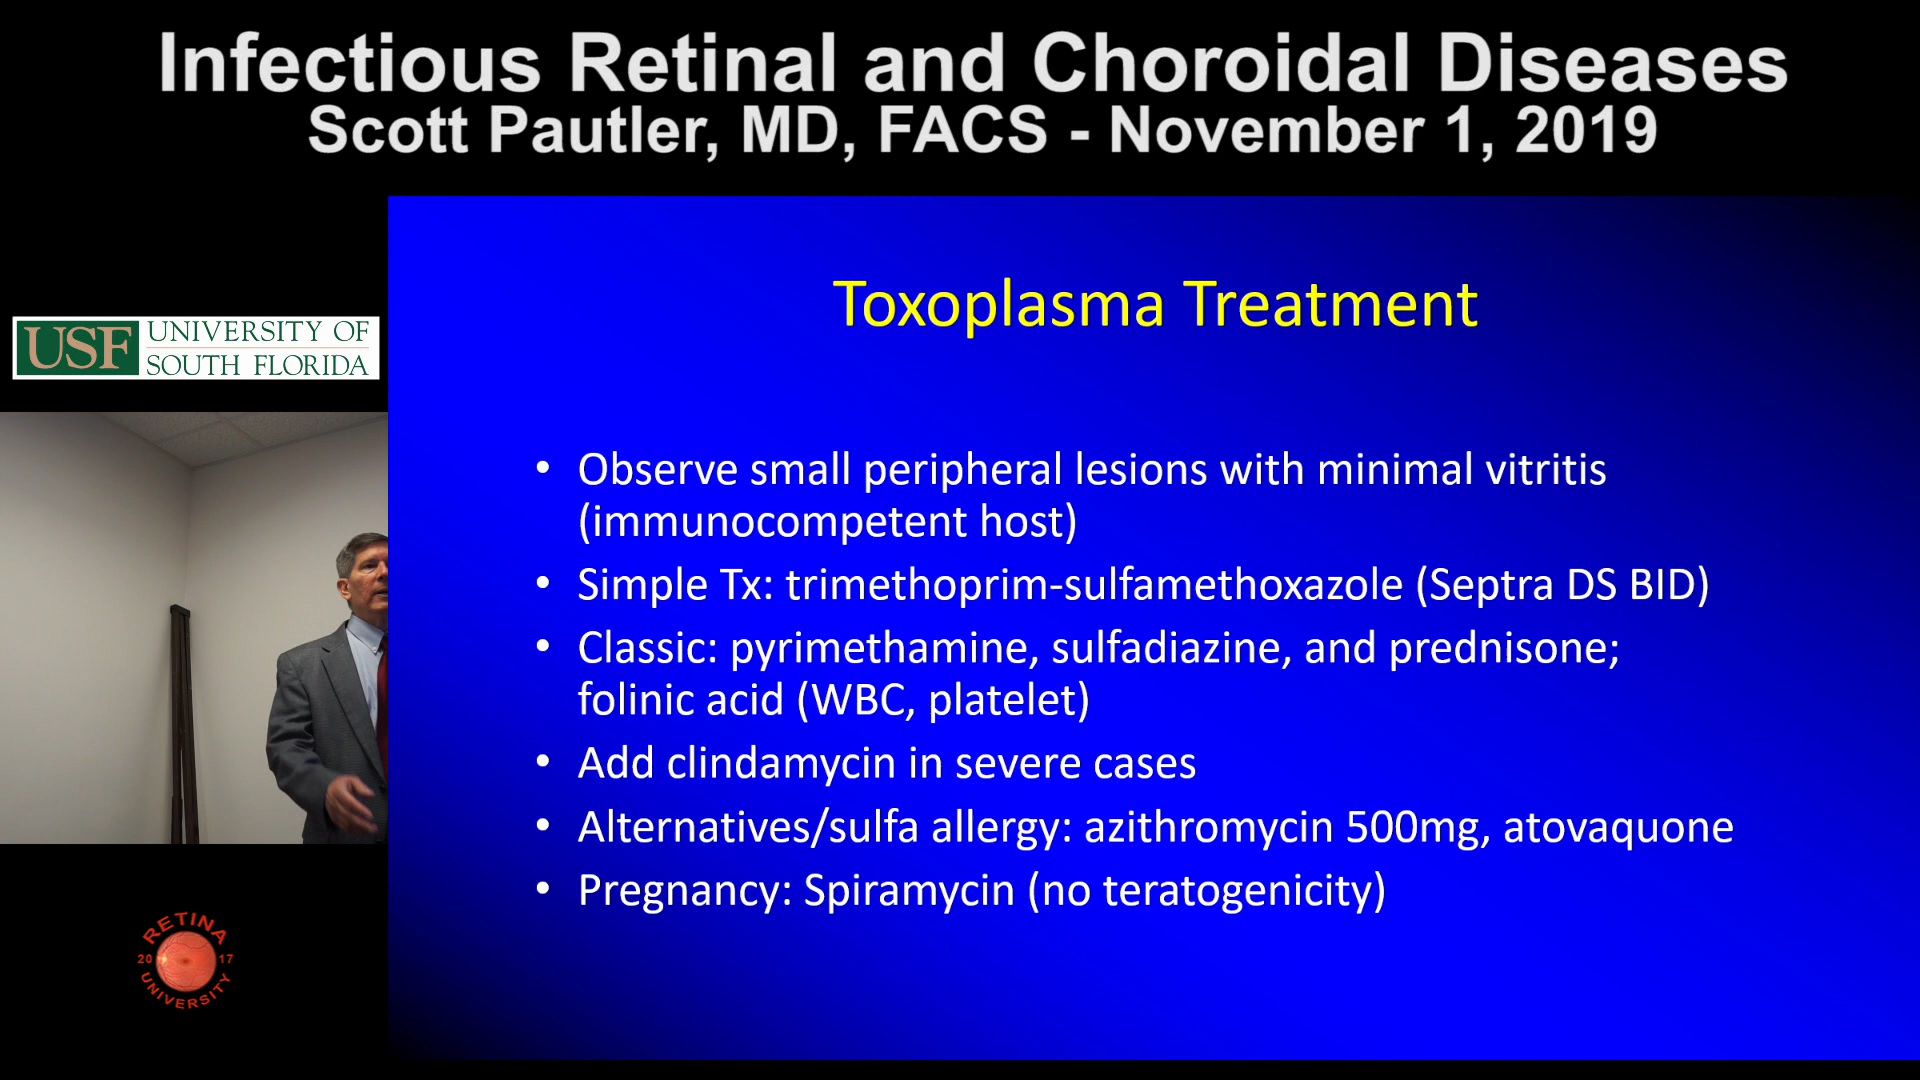 Infectious Retinal and Choroidal Diseases
Scott Pautler, MD, FACS - November 1, 2019
USF UNIVERSITY OF
SOUTH FLORIDA
Toxoplasma Treatment
• Observe small peripheral lesions with minimal vitritis
(immunocompetent host)
• Simple Tx: trimethoprim-sulfamethoxazole (Septra DS BID)
• Classic: pyrimethamine, sulfadiazine, and prednisone;
folinic acid (WBC, platelet)
• Add clindamycin in severe cases
• Alternatives/sulfa allergy: azithromycin 500mg, atovaquone
• Pregnancy: Spiramycin (no teratogenicity)
RETINA
20 17
UNIVERSITY